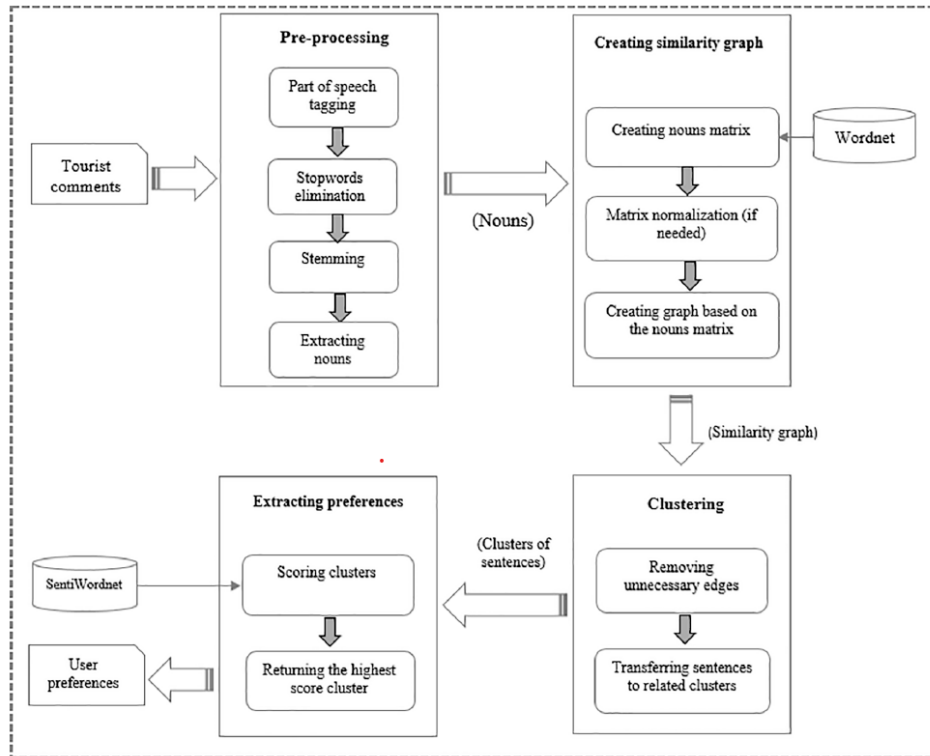 Pre-processing
Part of speech
tagging
Stopwords
elimination
Stemming
Extracting
nouns
Tourist
comments
(Nouns)
Creating similarity graph
Creating nouns matrix
Matrix normalization (if
needed)
Creating graph based on
the nouns matrix
Wordnet
(Similarity graph)
Clustering
Removing
unnecessary edges
Transferring sentences
to related clusters
(Clusters of
sentences)
Extracting preferences
Scoring clusters
Returning the highest
score cluster
SentiWordnet
User
preferences